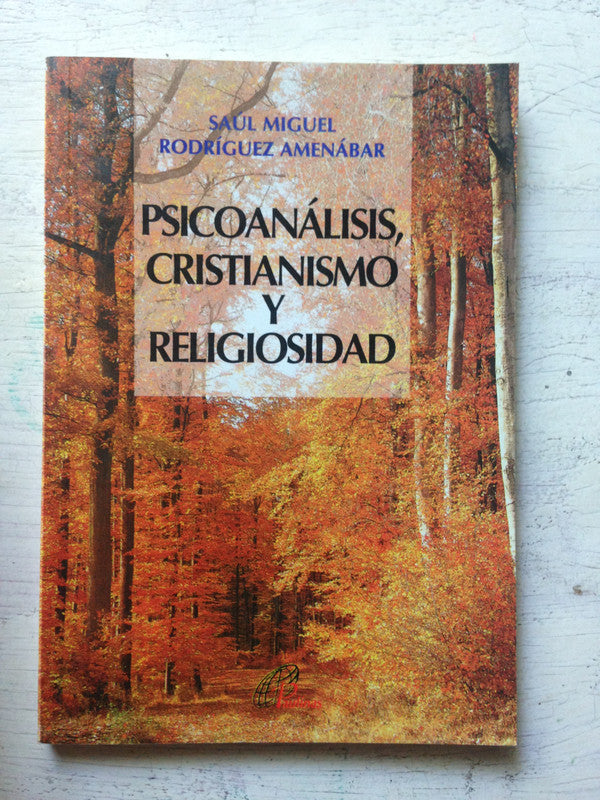 SAUL MIGUEL
RODRÍGUEZ AMENÁBAR
PSICOANÁLISIS,
CRISTIANISMO
Y
RELIGIOSIDAD